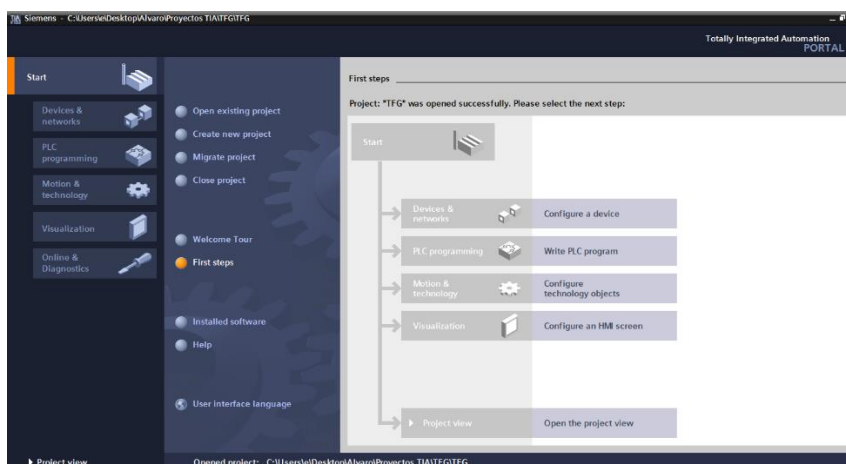 Siemens - C:\Users\e\Desktop\Alvaro\Proyectos TIA\TFG\TFG
Totally Integrated Automation
PORTAL
Start
Devices &
networks
PLC
programming
Motion &
technology
Visualization
Online &
Diagnostics
Open existing project
Create new project
Migrate project
Close project
Welcome Tour
First steps
Installed software
Help
User interface language
First steps
Project: "TFG" was opened successfully. Please select the next step:
Start
Devices &
networks
Configure a device
PLC programming
Write PLC program
Motion &
technology
Configure
technology objects
Visualization
Configure an HMI screen
Project view
Open the project view
Project view
Opened project: C:\Users\e\Desktop\Alvaro\Proyectos TIA\TFG\TFG